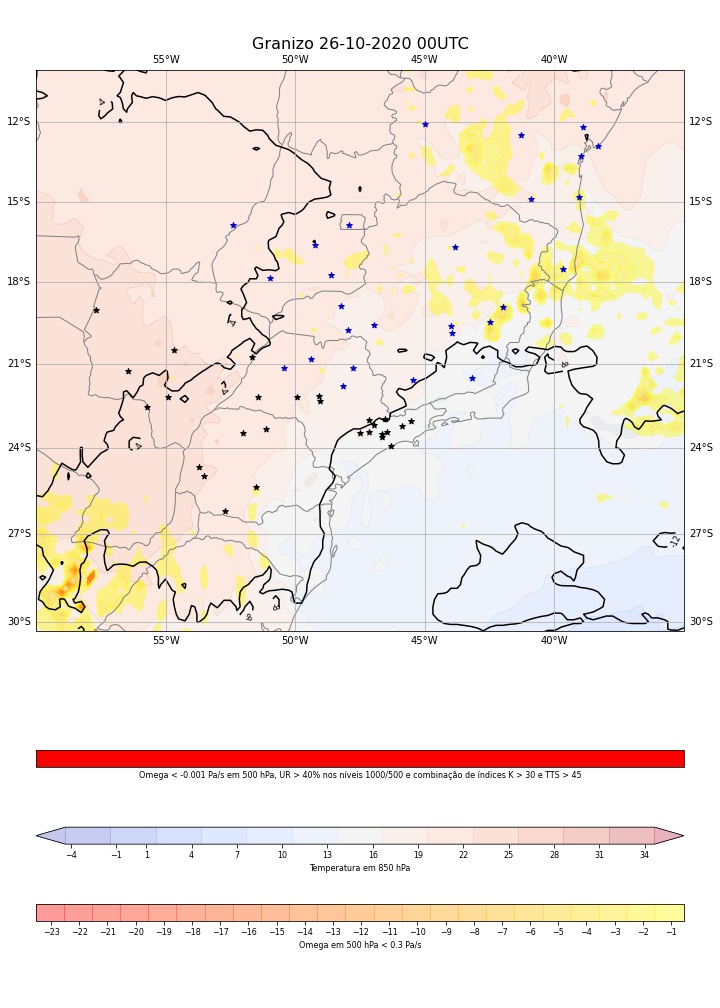 Granizo 26-10-2020 00UTC
55°W 50°W 45°W 40°W
12°S 12°S
15°S 15°S
18°S 18°S
21°S 21°S
24°S 24°S
27°S 27°S
30°S 30°S
-12
55°W 50°W 45°W 40°W
Omega < -0.001 Pa/s em 500 hPa, UR > 40% nos níveis 1000/500 e combinação de índices K > 30 e TTS > 45
−4 −1 1 4 7 10 13 16 19 22 25 28 31 34
Temperatura em 850 hPa
−23 −22 −21 −20 −19 −18 −17 −16 −15 −14 −13 −12 −11 −10 −9 −8 −7 −6 −5 −4 −3 −2 −1
Omega em 500 hPa < 0.3 Pa/s